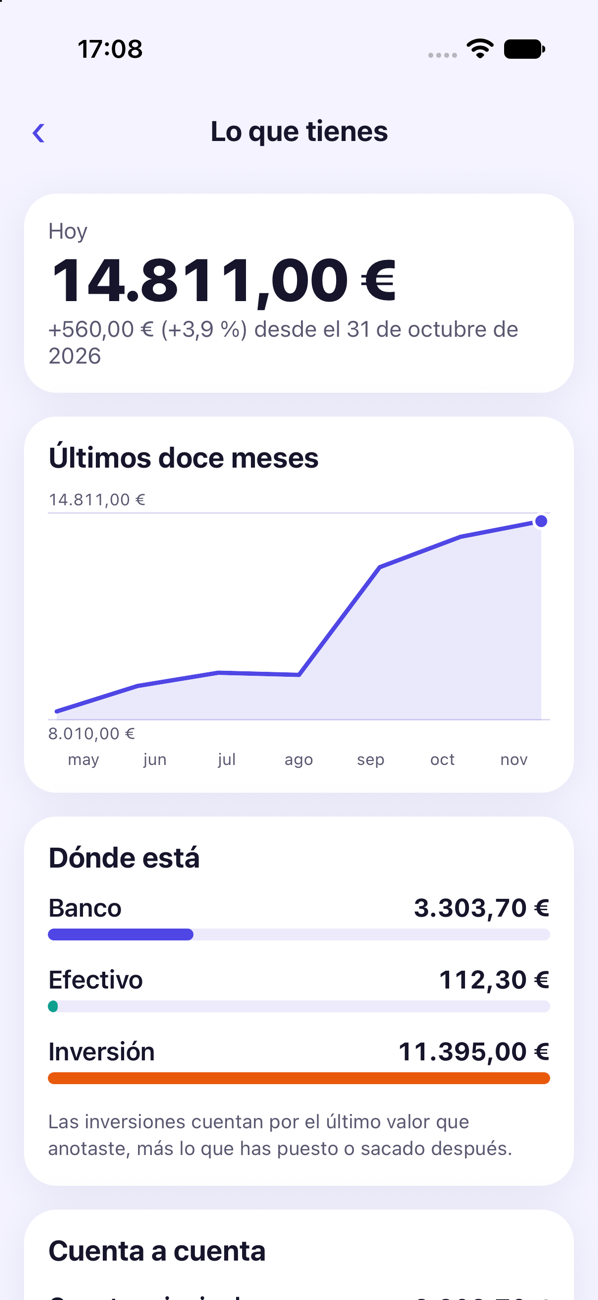 17:08
‹ Lo que tienes
Hoy
14.811,00 €
+560,00 € (+3,9 %) desde el 31 de octubre de
2026
Últimos doce meses
14.811,00 €
8.010,00 €
may jun jul ago sep oct nov
Dónde está
Banco 3.303,70 €
Efectivo 112,30 €
Inversión 11.395,00 €
Las inversiones cuentan por el último valor que
anotaste, más lo que has puesto o sacado después.
Cuenta a cuenta